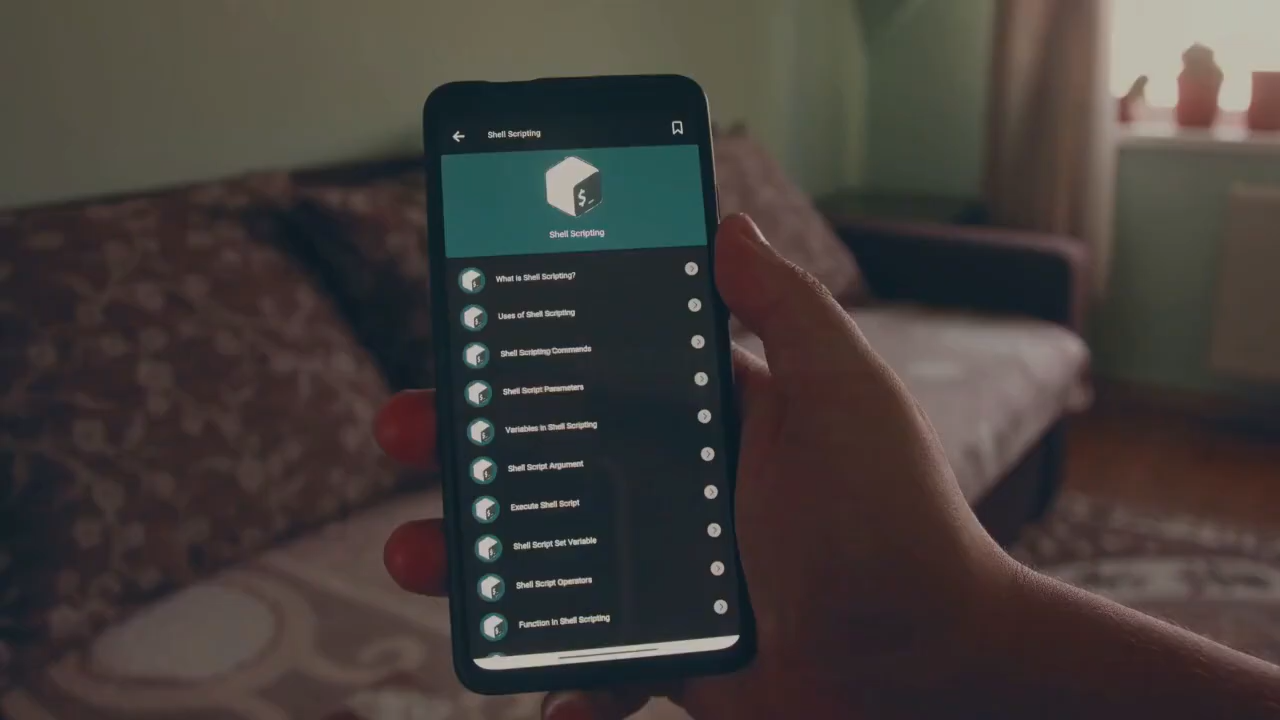 Shell Scripting
$_
Shell Scripting
What is Shell Scripting?
Uses of Shell Scripting
Shell Scripting Commands
Shell Script Parameters
Variables in Shell Scripting
Shell Script Argument
Execute Shell Script
Shell Script Set Variable
Shell Script Operators
Function in Shell Scripting